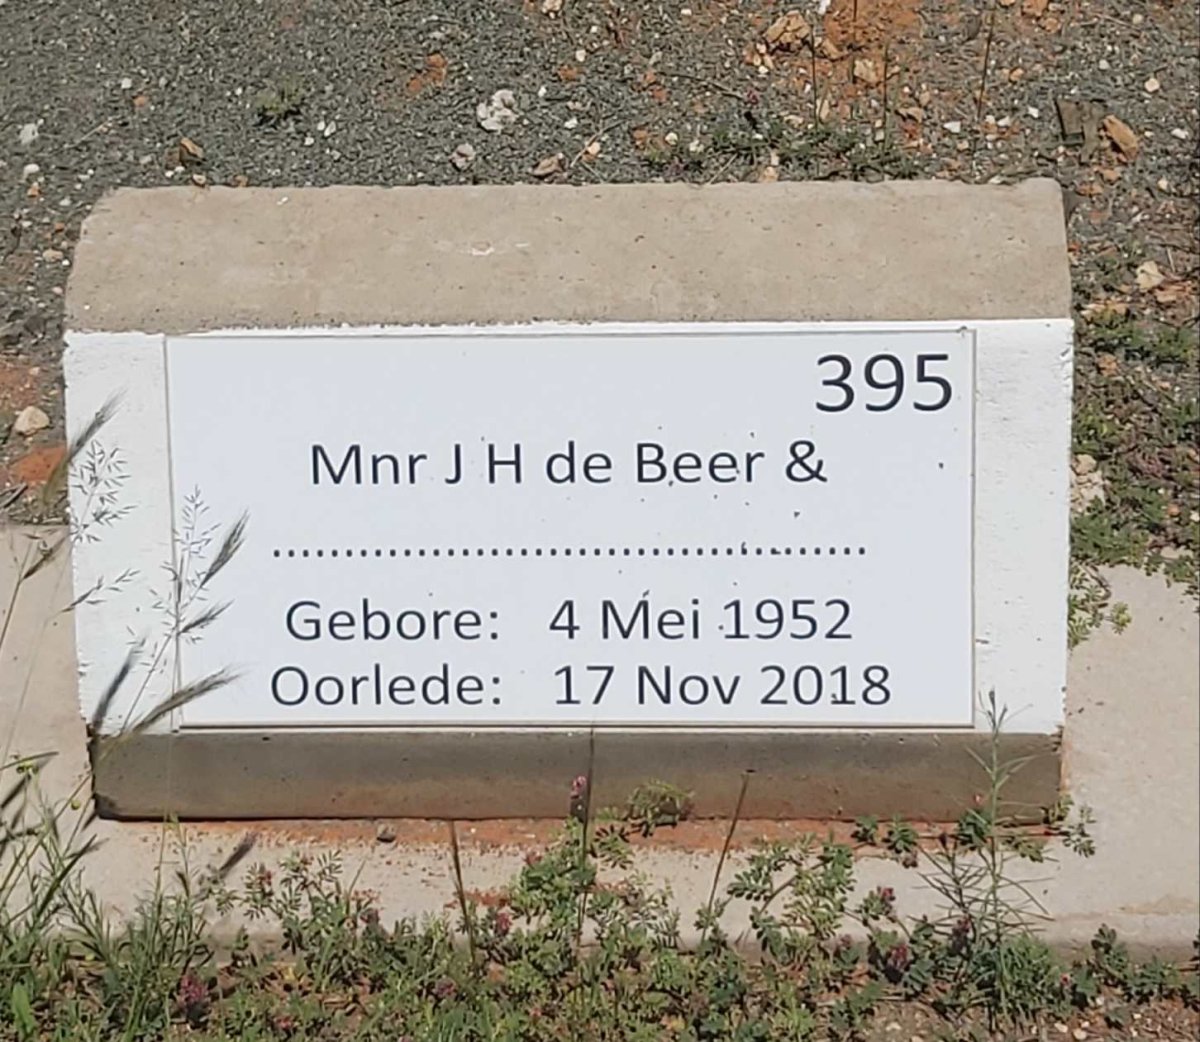 395
Mnr J H de Beer &
..........................................
Gebore: 4 Mei 1952
Oorlede: 17 Nov 2018